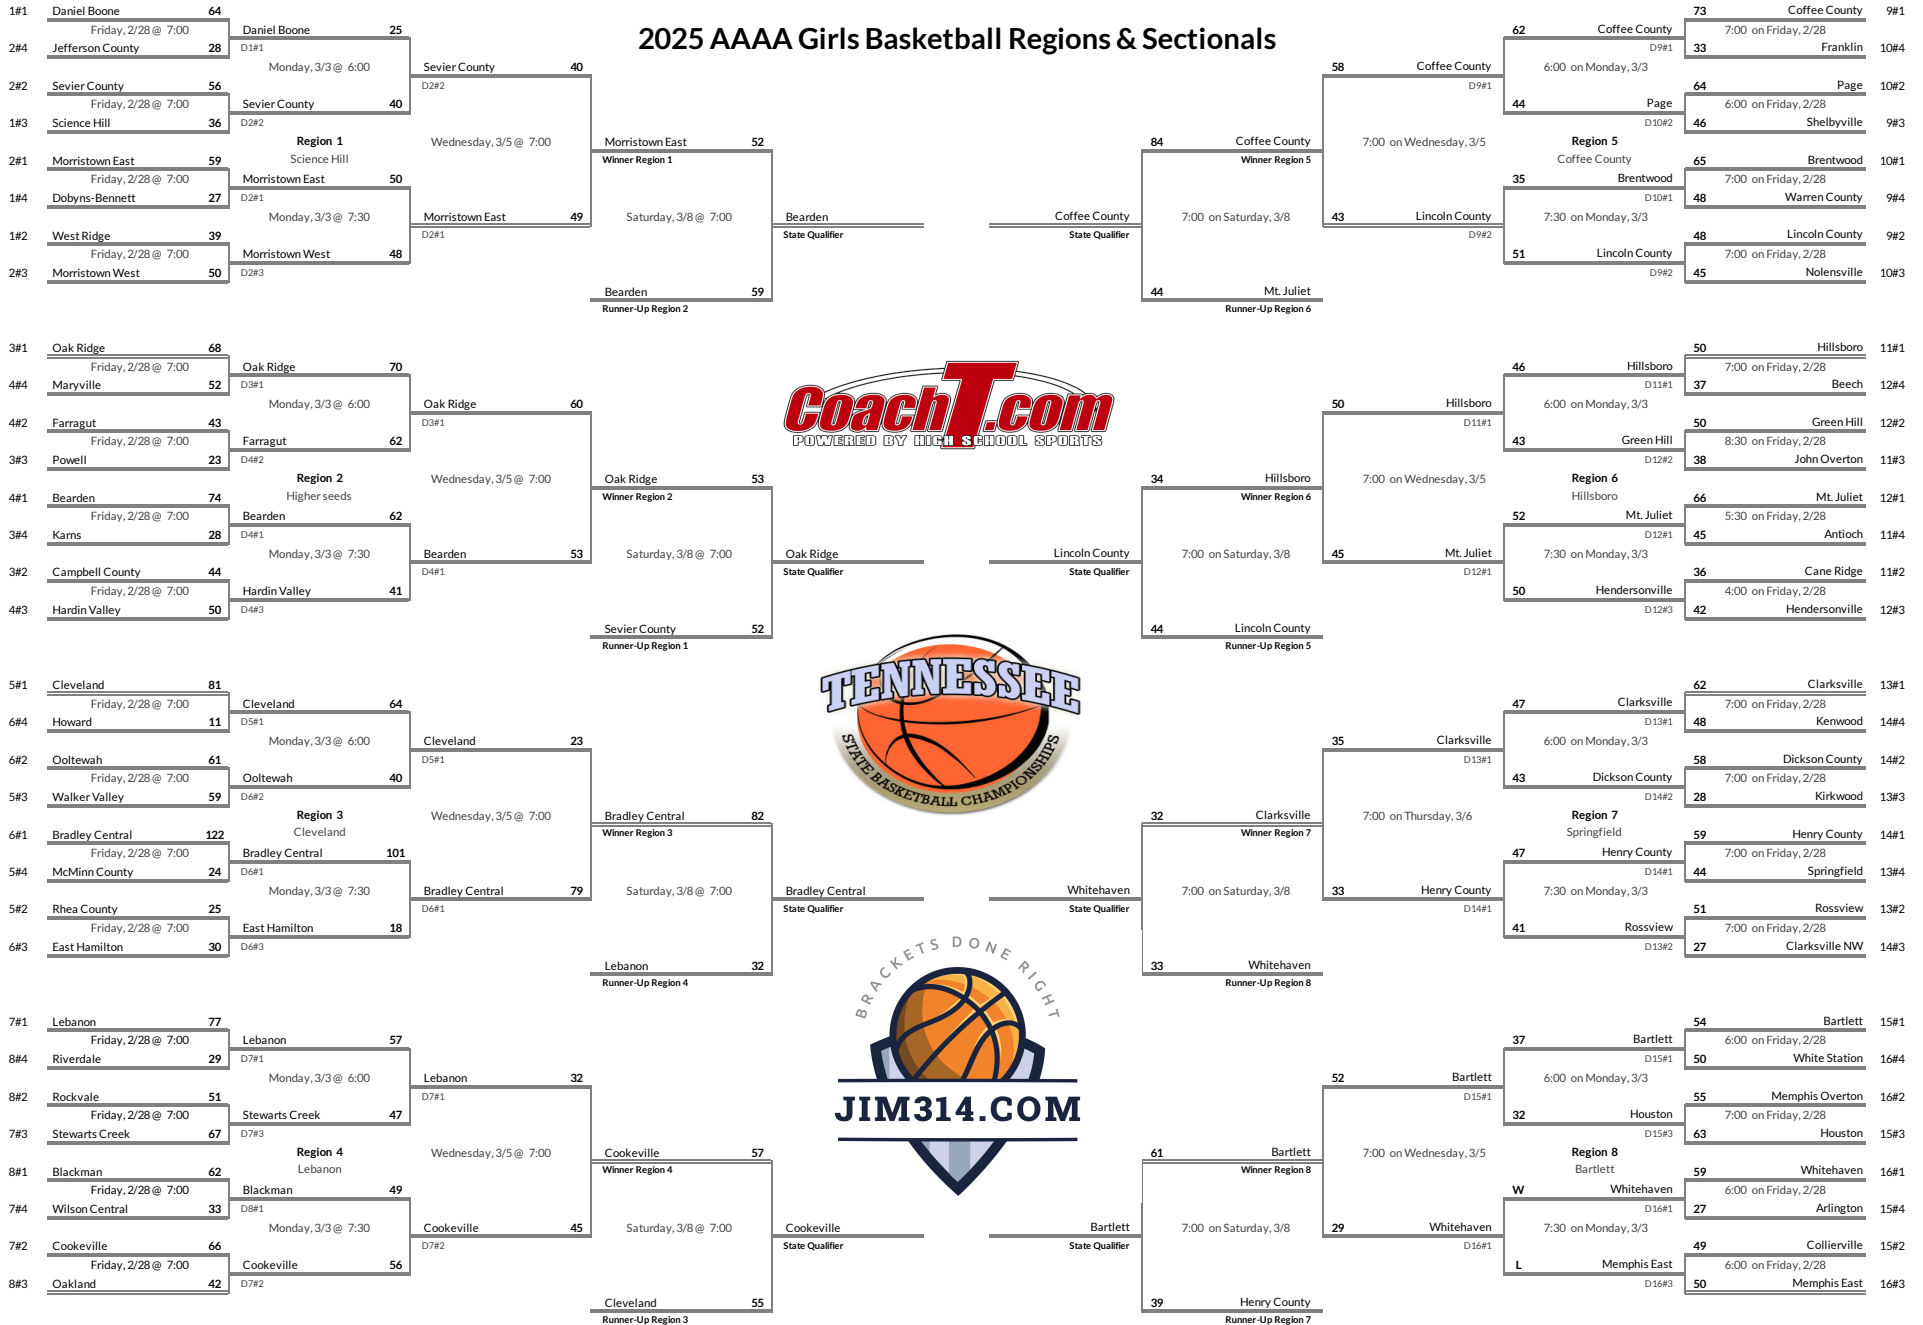 2025 AAAA Girls Basketball Regions & Sectionals
1#1 Daniel Boone 64
Friday, 2/28 @ 7:00
2#4 Jefferson County 28
Daniel Boone 25
D1#1
Monday, 3/3 @ 6:00
2#2 Sevier County 56
Friday, 2/28 @ 7:00
1#3 Science Hill 36
Sevier County 40
D2#2
Sevier County 40
D2#2
Region 1
Science Hill
Wednesday, 3/5 @ 7:00
2#1 Morristown East 59
Friday, 2/28 @ 7:00
1#4 Dobyns-Bennett 27
Morristown East 50
D2#1
Monday, 3/3 @ 7:30
1#2 West Ridge 39
Friday, 2/28 @ 7:00
2#3 Morristown West 50
Morristown West 48
D2#3
Morristown East 49
D2#1
Morristown East 52
Winner Region 1
Saturday, 3/8 @ 7:00
Bearden 59
Runner-Up Region 2
Bearden
State Qualifier
3#1 Oak Ridge 68
Friday, 2/28 @ 7:00
4#4 Maryville 52
Oak Ridge 70
D3#1
Monday, 3/3 @ 6:00
4#2 Farragut 43
Friday, 2/28 @ 7:00
3#3 Powell 23
Farragut 62
D4#2
Oak Ridge 60
D3#1
Region 2
Higher seeds
Wednesday, 3/5 @ 7:00
4#1 Bearden 74
Friday, 2/28 @ 7:00
3#4 Karns 28
Bearden 62
D4#1
Monday, 3/3 @ 7:30
3#2 Campbell County 44
Friday, 2/28 @ 7:00
4#3 Hardin Valley 50
Hardin Valley 41
D4#3
Bearden 53
D4#1
Oak Ridge 53
Winner Region 2
Saturday, 3/8 @ 7:00
Sevier County 52
Runner-Up Region 1
Oak Ridge
State Qualifier
5#1 Cleveland 81
Friday, 2/28 @ 7:00
6#4 Howard 11
Cleveland 64
D5#1
Monday, 3/3 @ 6:00
6#2 Ooltewah 61
Friday, 2/28 @ 7:00
5#3 Walker Valley 59
Ooltewah 40
D6#2
Cleveland 23
D5#1
Region 3
Cleveland
Wednesday, 3/5 @ 7:00
6#1 Bradley Central 122
Friday, 2/28 @ 7:00
5#4 McMinn County 24
Bradley Central 101
D6#1
Monday, 3/3 @ 7:30
5#2 Rhea County 25
Friday, 2/28 @ 7:00
6#3 East Hamilton 30
East Hamilton 18
D6#3
Bradley Central 79
D6#1
Bradley Central 82
Winner Region 3
Saturday, 3/8 @ 7:00
Lebanon 32
Runner-Up Region 4
Bradley Central
State Qualifier
7#1 Lebanon 77
Friday, 2/28 @ 7:00
8#4 Riverdale 29
Lebanon 57
D7#1
Monday, 3/3 @ 6:00
8#2 Rockvale 51
Friday, 2/28 @ 7:00
7#3 Stewarts Creek 67
Stewarts Creek 47
D7#3
Lebanon 32
D7#1
Region 4
Lebanon
Wednesday, 3/5 @ 7:00
8#1 Blackman 62
Friday, 2/28 @ 7:00
7#4 Wilson Central 33
Blackman 49
D8#1
Monday, 3/3 @ 7:30
7#2 Cookeville 66
Friday, 2/28 @ 7:00
8#3 Oakland 42
Cookeville 56
D7#2
Cookeville 45
D7#2
Cookeville 57
Winner Region 4
Saturday, 3/8 @ 7:00
Cleveland 55
Runner-Up Region 3
Cookeville
State Qualifier
CoachT.com
POWERED BY HIGH SCHOOL SPORTS
TENNESSEE
STATE BASKETBALL CHAMPIONSHIPS
BRACKETS DONE RIGHT
JIM314.COM
73 Coffee County 9#1
7:00 on Friday, 2/28
33 Franklin 10#4
62 Coffee County
D9#1
6:00 on Monday, 3/3
64 Page 10#2
6:00 on Friday, 2/28
46 Shelbyville 9#3
44 Page
D10#2
58 Coffee County
D9#1
Region 5
Coffee County
7:00 on Wednesday, 3/5
65 Brentwood 10#1
7:00 on Friday, 2/28
48 Warren County 9#4
35 Brentwood
D10#1
7:30 on Monday, 3/3
48 Lincoln County 9#2
7:00 on Friday, 2/28
45 Nolensville 10#3
51 Lincoln County
D9#2
43 Lincoln County
D9#2
84 Coffee County
Winner Region 5
7:00 on Saturday, 3/8
44 Mt. Juliet
Runner-Up Region 6
Coffee County
State Qualifier
50 Hillsboro 11#1
7:00 on Friday, 2/28
37 Beech 12#4
46 Hillsboro
D11#1
6:00 on Monday, 3/3
50 Green Hill 12#2
8:30 on Friday, 2/28
38 John Overton 11#3
43 Green Hill
D12#2
50 Hillsboro
D11#1
Region 6
Hillsboro
7:00 on Wednesday, 3/5
66 Mt. Juliet 12#1
5:30 on Friday, 2/28
45 Antioch 11#4
52 Mt. Juliet
D12#1
7:30 on Monday, 3/3
36 Cane Ridge 11#2
4:00 on Friday, 2/28
42 Hendersonville 12#3
50 Hendersonville
D12#3
45 Mt. Juliet
D12#1
34 Hillsboro
Winner Region 6
7:00 on Saturday, 3/8
44 Lincoln County
Runner-Up Region 5
Lincoln County
State Qualifier
62 Clarksville 13#1
7:00 on Friday, 2/28
48 Kenwood 14#4
47 Clarksville
D13#1
6:00 on Monday, 3/3
58 Dickson County 14#2
7:00 on Friday, 2/28
28 Kirkwood 13#3
43 Dickson County
D14#2
35 Clarksville
D13#1
Region 7
Springfield
7:00 on Thursday, 3/6
59 Henry County 14#1
7:00 on Friday, 2/28
44 Springfield 13#4
47 Henry County
D14#1
7:30 on Monday, 3/3
51 Rossview 13#2
7:00 on Friday, 2/28
27 Clarksville NW 14#3
41 Rossview
D13#2
33 Henry County
D14#1
32 Clarksville
Winner Region 7
7:00 on Saturday, 3/8
33 Whitehaven
Runner-Up Region 8
Whitehaven
State Qualifier
54 Bartlett 15#1
6:00 on Friday, 2/28
50 White Station 16#4
37 Bartlett
D15#1
6:00 on Monday, 3/3
55 Memphis Overton 16#2
7:00 on Friday, 2/28
63 Houston 15#3
32 Houston
D15#3
52 Bartlett
D15#1
Region 8
Bartlett
7:00 on Wednesday, 3/5
59 Whitehaven 16#1
6:00 on Friday, 2/28
27 Arlington 15#4
W Whitehaven
D16#1
7:30 on Monday, 3/3
49 Collierville 15#2
6:00 on Friday, 2/28
50 Memphis East 16#3
L Memphis East
D16#3
29 Whitehaven
D16#1
61 Bartlett
Winner Region 8
7:00 on Saturday, 3/8
39 Henry County
Runner-Up Region 7
Bartlett
State Qualifier